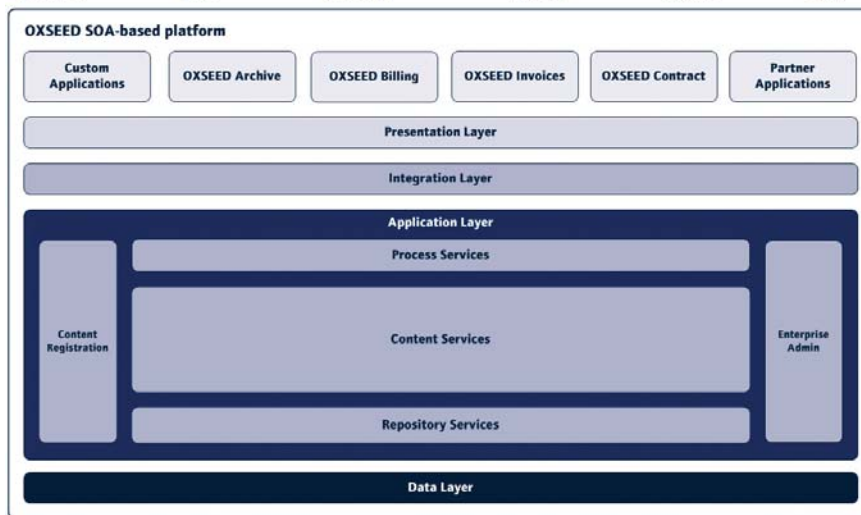 OXSEED SOA-based platform
Custom
Applications
OXSEED Archive
OXSEED Billing
OXSEED Invoices
OXSEED Contract
Partner
Applications
Presentation Layer
Integration Layer
Application Layer
Process Services
Content
Registration
Content Services
Enterprise
Admin
Repository Services
Data Layer